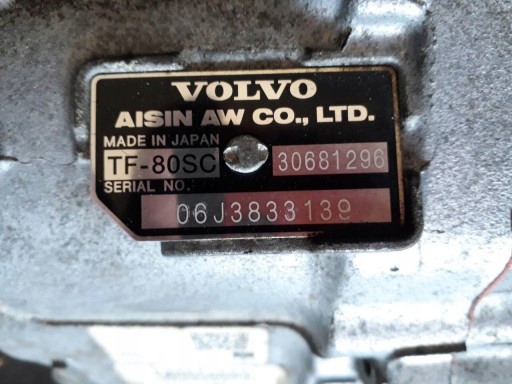 VOLVO
AISIN AW CO., LTD.
MADE IN JAPAN
TF-80SC 30681296
SERIAL NO.
06J3833139